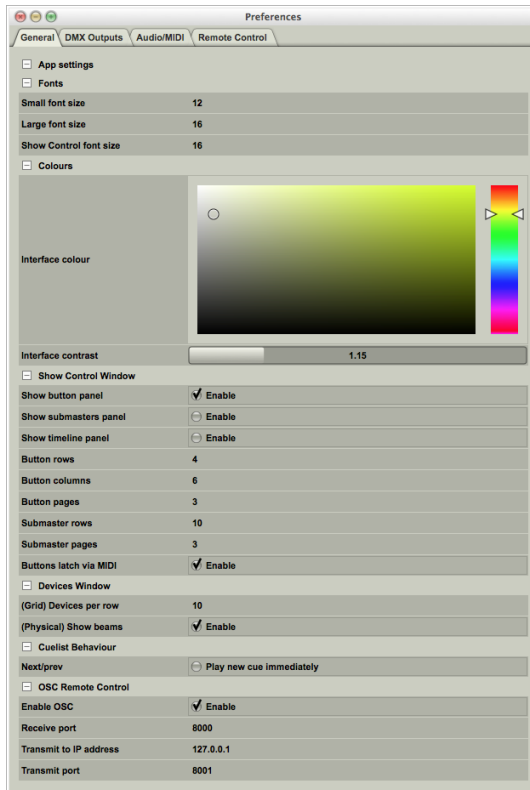 Preferences
General DMX Outputs Audio/MIDI Remote Control
App settings
Fonts
Small font size 12
Large font size 16
Show Control font size 16
Colours
Interface colour
Interface contrast 1.15
Show Control Window
Show button panel Enable
Show submasters panel Enable
Show timeline panel Enable
Button rows 4
Button columns 6
Button pages 3
Submaster rows 10
Submaster pages 3
Buttons latch via MIDI Enable
Devices Window
(Grid) Devices per row 10
(Physical) Show beams Enable
Cuelist Behaviour
Next/prev Play new cue immediately
OSC Remote Control
Enable OSC Enable
Receive port 8000
Transmit to IP address 127.0.0.1
Transmit port 8001